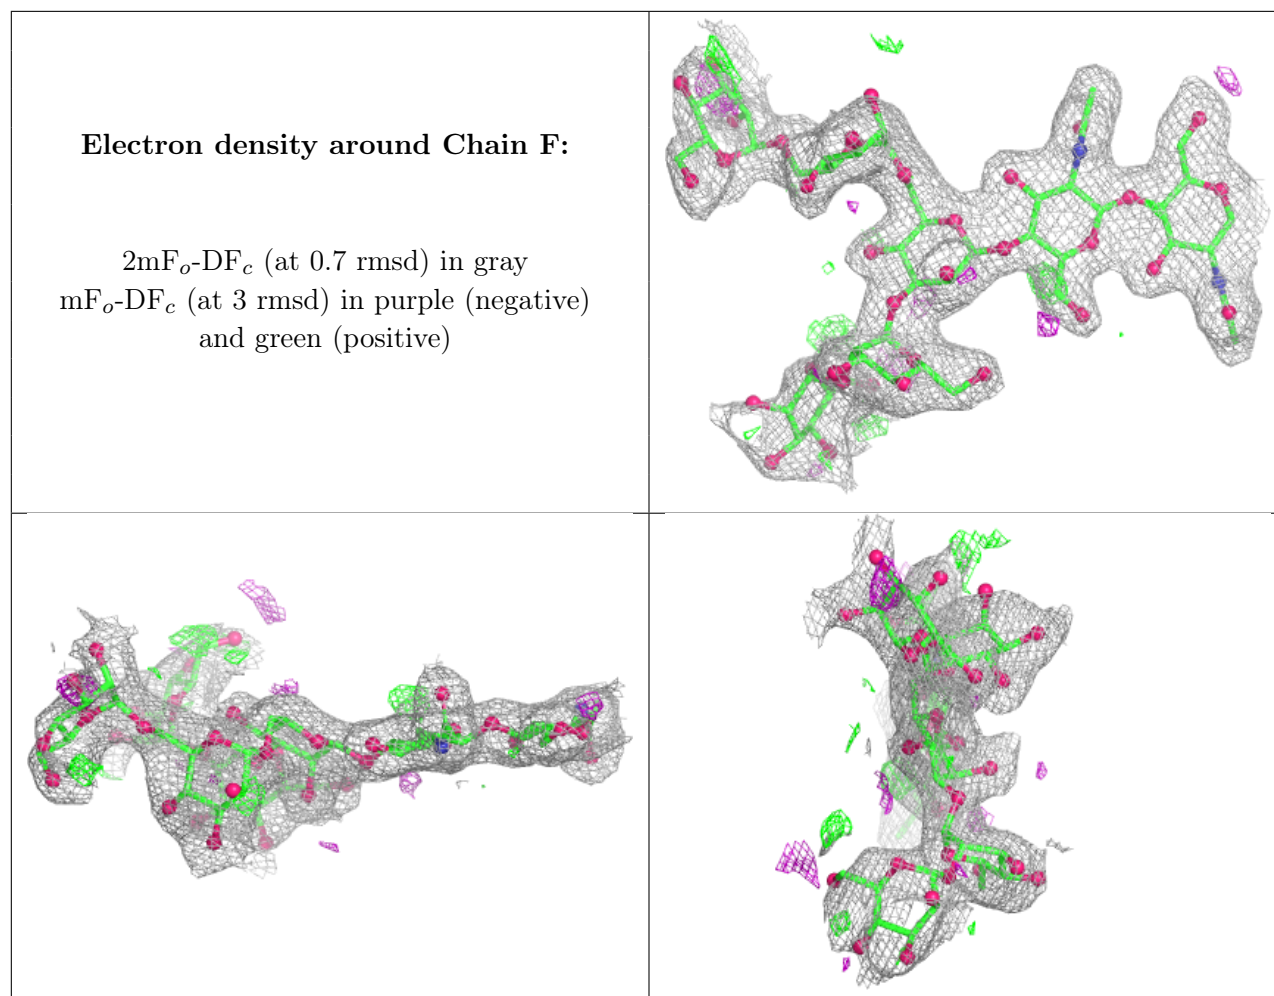 Electron density around Chain F:
2mFo-DFc (at 0.7 rmsd) in gray
mFo-DFc (at 3 rmsd) in purple (negative)
and green (positive)